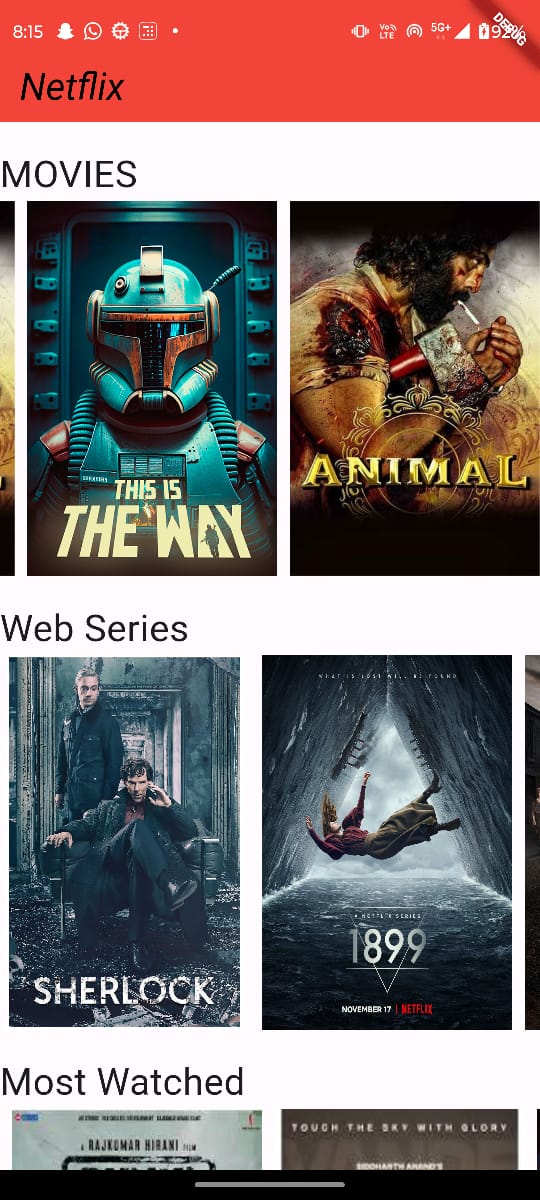 8:15
Vo))
LTE
5G+
DEBUG
Netflix
MOVIES
THIS IS
THE WAY
ANIMAL
Web Series
SHERLOCK
WHAT IS LOST WILL BE FOUND
A NETFLIX SERIES
1899
NOVEMBER 17 | NETFLIX
Most Watched
A RAJKUMAR HIRANI FILM
TOUCH THE SKY WITH GLORY
SIDDHARTH ANAND'S